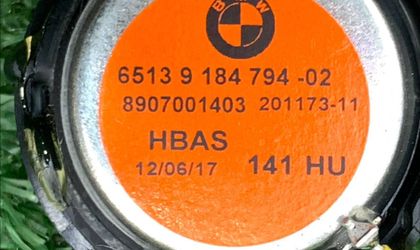 BMW
6513 9 184 794 -02
8907001403 201173-11
HBAS
12/06/17 141 HU